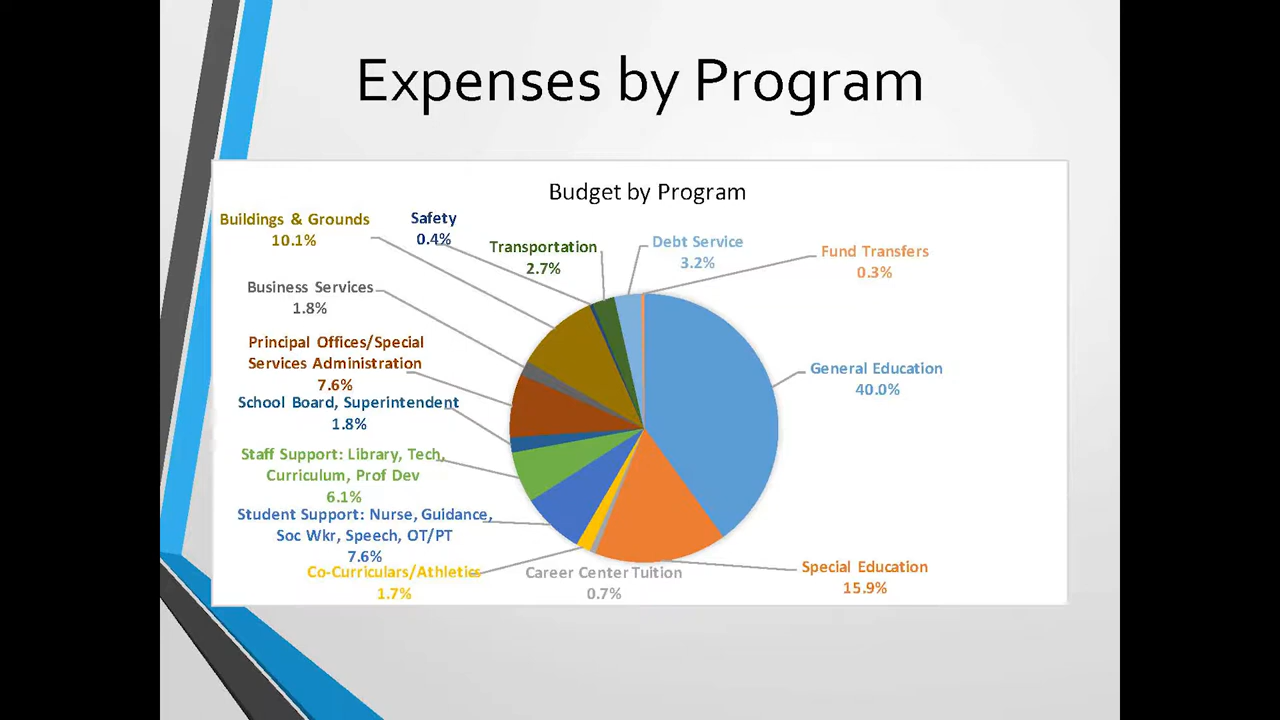 Expenses by Program
Budget by Program
Buildings & Grounds
10.1%
Safety
0.4%
Transportation
2.7%
Debt Service
3.2%
Fund Transfers
0.3%
Business Services
1.8%
Principal Offices/Special
Services Administration
7.6%
General Education
40.0%
School Board, Superintendent
1.8%
Staff Support: Library, Tech,
Curriculum, Prof Dev
6.1%
Student Support: Nurse, Guidance,
Soc Wkr, Speech, OT/PT
7.6%
Co-Curriculars/Athletics
1.7%
Career Center Tuition
0.7%
Special Education
15.9%